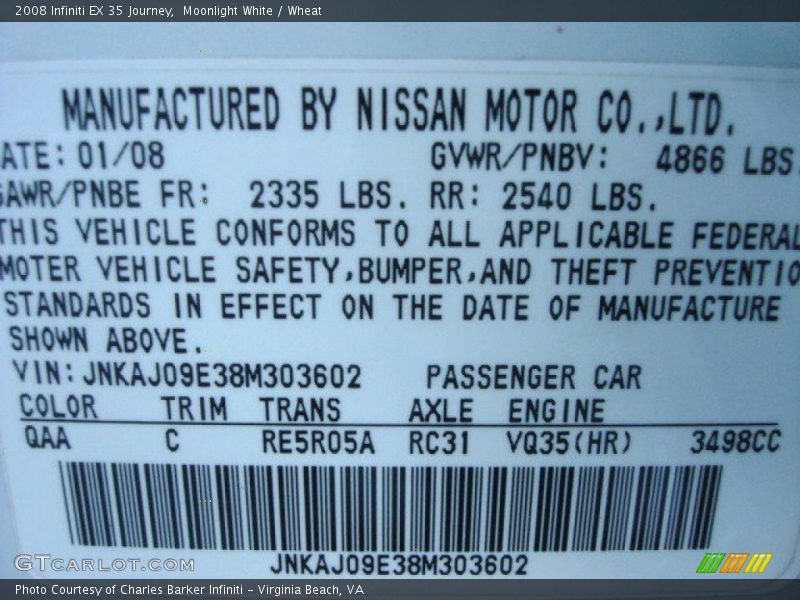 2008 Infiniti EX 35 Journey, Moonlight White / Wheat
MANUFACTURED BY NISSAN MOTOR CO.,LTD.
ATE: 01/08 GVWR/PNBV: 4866 LBS.
GAWR/PNBE FR: 2335 LBS. RR: 2540 LBS.
THIS VEHICLE CONFORMS TO ALL APPLICABLE FEDERAL
MOTER VEHICLE SAFETY,BUMPER,AND THEFT PREVENTIO
STANDARDS IN EFFECT ON THE DATE OF MANUFACTURE
SHOWN ABOVE.
VIN: JNKAJ09E38M303602 PASSENGER CAR
COLOR TRIM TRANS AXLE ENGINE
QAA C RE5R05A RC31 VQ35(HR) 3498CC
JNKAJ09E38M303602
GTCARLOT.COM
Photo Courtesy of Charles Barker Infiniti - Virginia Beach, VA